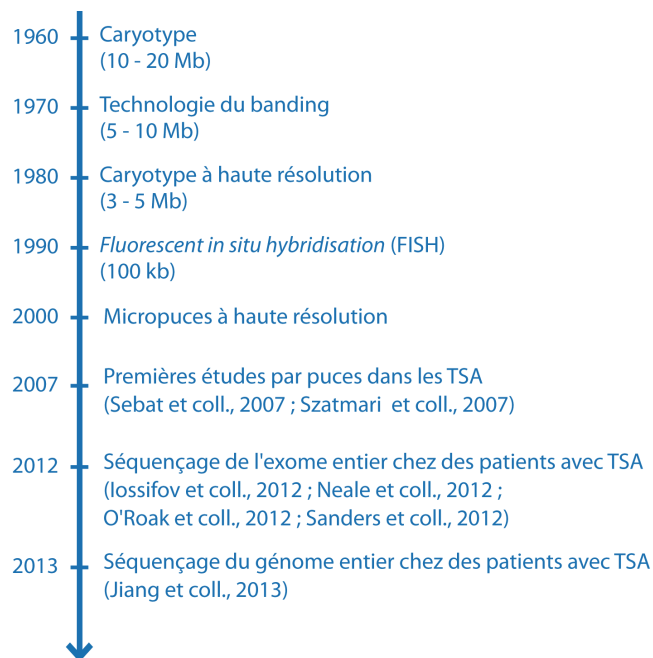 1960 Caryotype
(10 - 20 Mb)
1970 Technologie du banding
(5 - 10 Mb)
1980 Caryotype à haute résolution
(3 - 5 Mb)
1990 Fluorescent in situ hybridisation (FISH)
(100 kb)
2000 Micropuces à haute résolution
2007 Premières études par puces dans les TSA
(Sebat et coll., 2007 ; Szatmari et coll., 2007)
2012 Séquençage de l'exome entier chez des patients avec TSA
(Iossifov et coll., 2012 ; Neale et coll., 2012 ;
O'Roak et coll., 2012 ; Sanders et coll., 2012)
2013 Séquençage du génome entier chez des patients avec TSA
(Jiang et coll., 2013)